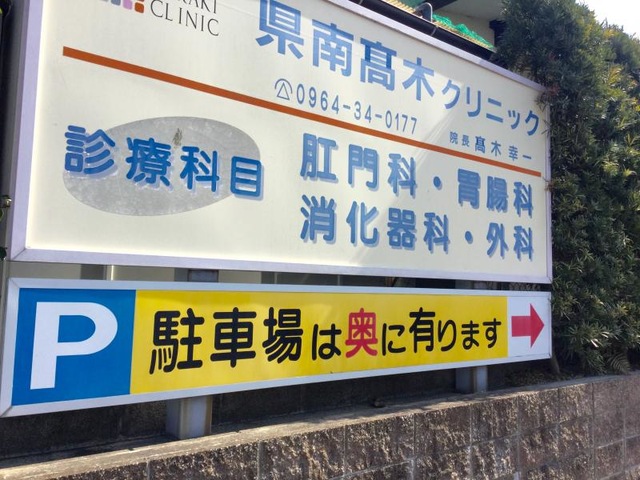 CLINIC
県南髙木クリニック
0964-34-0177
院長 髙木幸一
診療科目
肛門科・胃腸科
消化器科・外科
P 駐車場は奥に有ります